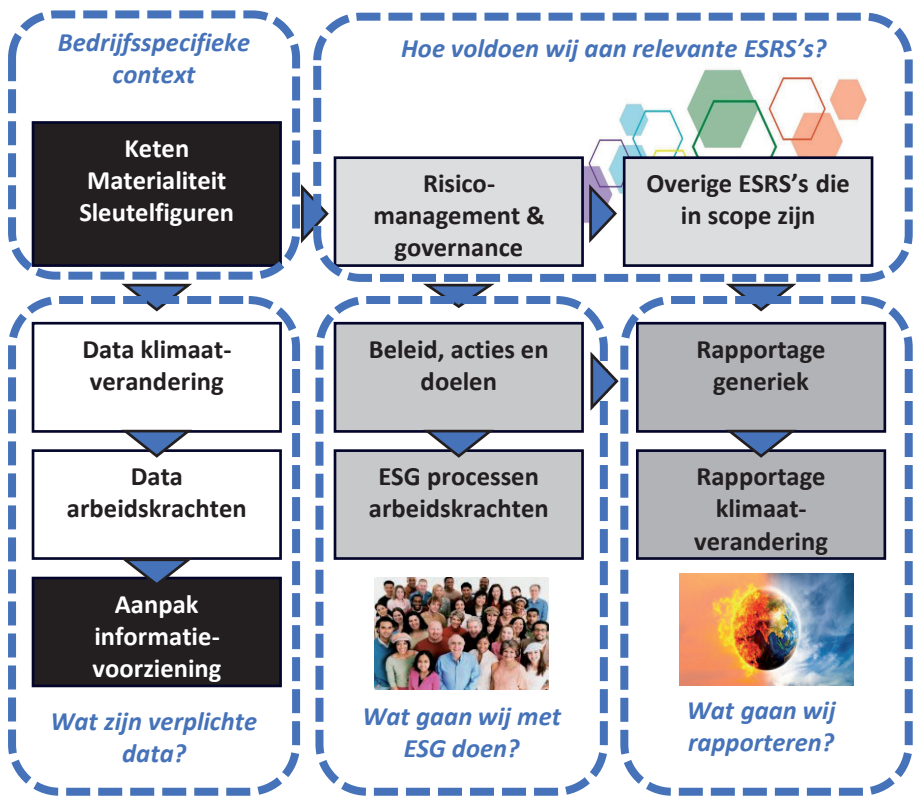 Bedrijfsspecifieke
context
Hoe voldoen wij aan relevante ESRS's?
Keten
Materialiteit
Sleutelfiguren
Risico-
management &
governance
Overige ESRS's die
in scope zijn
Data klimaat-
verandering
Data
arbeidskrachten
Aanpak
informatie-
voorziening
Wat zijn verplichte
data?
Beleid, acties en
doelen
ESG processen
arbeidskrachten
Wat gaan wij met
ESG doen?
Rapportage
generiek
Rapportage
klimaat-
verandering
Wat gaan wij
rapporteren?